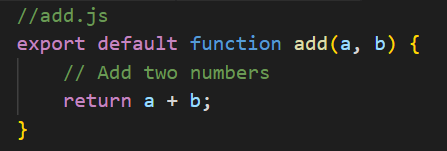 //add.js
export default function add(a, b) {
    // Add two numbers
    return a + b;
}